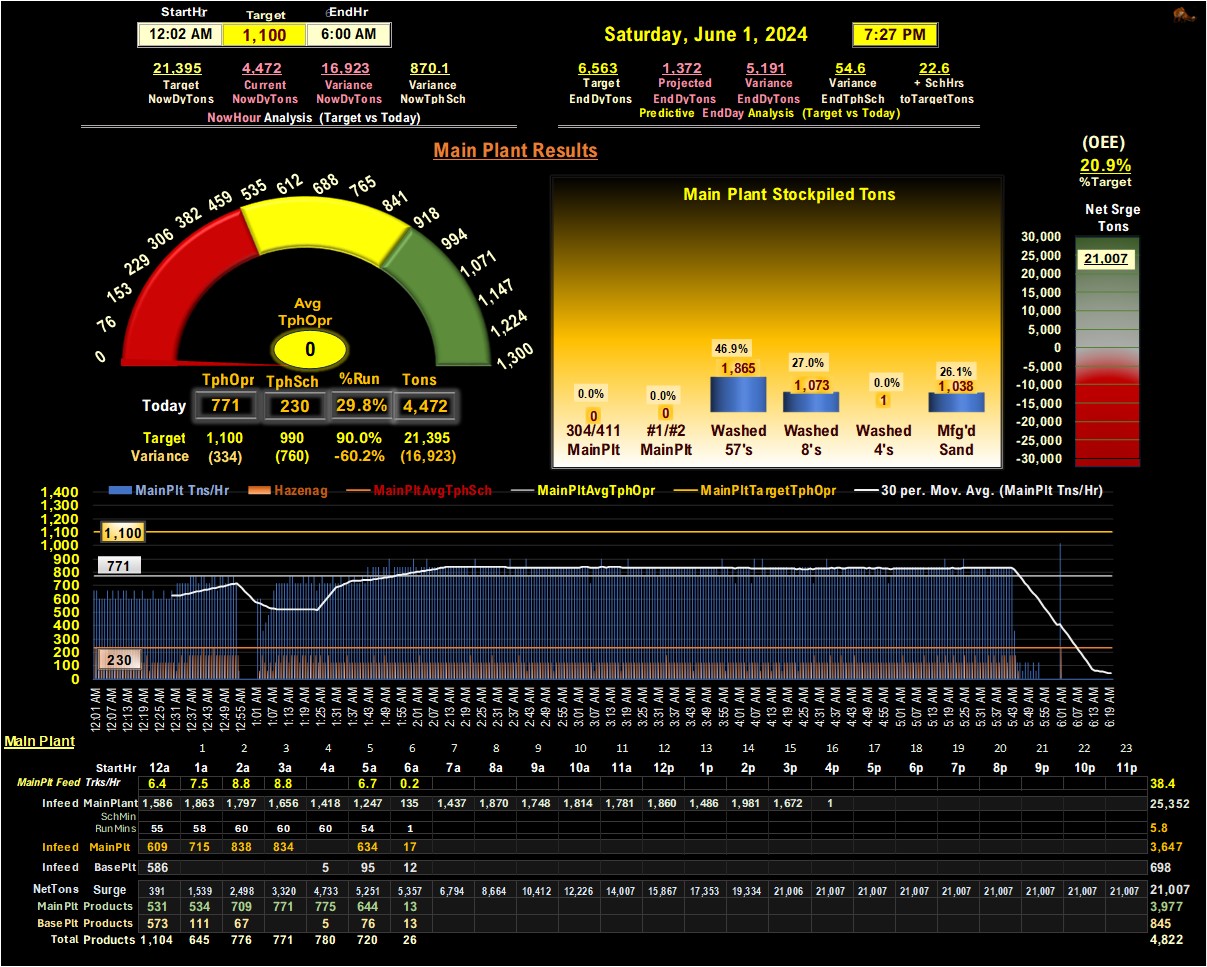 StartHr Target EndHr
12:02 AM 1,100 6:00 AM
Saturday, June 1, 2024 7:27 PM
21,395 4,472 16,923 870.1
Target Current Variance Variance
NowDyTons NowDyTons NowDyTons NowTphSch
NowHour Analysis (Target vs Today)
6,563 1,372 5,191 54.6 22.6
Target Projected Variance Variance + SchHrs
EndDyTons EndDyTons EndDyTons EndTphSch toTargetTons
Predictive EndDay Analysis (Target vs Today)
Main Plant Results
(OEE)
20.9%
%Target
Net Srge
Tons
30,000
25,000
20,000
15,000
10,000
5,000
0
-5,000
-10,000
-15,000
-20,000
-25,000
-30,000
21,007
0 76 153 229 306 382 459 535 612 688 765 841 918 994 1,071 1,147 1,224 1,300
Avg
TphOpr
0
TphOpr TphSch %Run Tons
Today 771 230 29.8% 4,472
Target 1,100 990 90.0% 21,395
Variance (334) (760) -60.2% (16,923)
Main Plant Stockpiled Tons
0.0% 0.0% 46.9% 27.0% 0.0% 26.1%
0 0 1,865 1,073 1 1,038
304/411 #1/#2 Washed Washed Washed Mfg'd
MainPlt MainPlt 57's 8's 4's Sand
MainPlt Tns/Hr Hazenag MainPltAvgTphSch MainPltAvgTphOpr MainPltTargetTphOpr 30 per. Mov. Avg. (MainPlt Tns/Hr)
1,400
1,300
1,200
1,100
1,000
900
800
700
600
500
400
300
200
100
0
1,100
771
230
12:01 AM 12:07 AM 12:13 AM 12:19 AM 12:25 AM 12:31 AM 12:37 AM 12:43 AM 12:49 AM 12:55 AM 1:01 AM 1:07 AM 1:13 AM 1:19 AM 1:25 AM 1:31 AM 1:37 AM 1:43 AM 1:49 AM 1:55 AM 2:01 AM 2:07 AM 2:13 AM 2:19 AM 2:25 AM 2:31 AM 2:37 AM 2:43 AM 2:49 AM 2:55 AM 3:01 AM 3:07 AM 3:13 AM 3:19 AM 3:25 AM 3:31 AM 3:37 AM 3:43 AM 3:49 AM 3:55 AM 4:01 AM 4:07 AM 4:13 AM 4:19 AM 4:25 AM 4:31 AM 4:37 AM 4:43 AM 4:49 AM 4:55 AM 5:01 AM 5:07 AM 5:13 AM 5:19 AM 5:25 AM 5:31 AM 5:37 AM 5:43 AM 5:49 AM 5:55 AM 6:01 AM 6:07 AM 6:13 AM 6:19 AM
Main Plant
1 2 3 4 5 6 7 8 9 10 11 12 13 14 15 16 17 18 19 20 21 22 23
StartHr 12a 1a 2a 3a 4a 5a 6a 7a 8a 9a 10a 11a 12p 1p 2p 3p 4p 5p 6p 7p 8p 9p 10p 11p
MainPlt Feed Trks/Hr 6.4 7.5 8.8 8.8 6.7 0.2 38.4
Infeed MainPlant 1,586 1,863 1,797 1,656 1,418 1,247 135 1,437 1,870 1,748 1,814 1,781 1,860 1,486 1,981 1,672 1 25,352
SchMin
RunMins 55 58 60 60 60 54 1 5.8
Infeed MainPlt 609 715 838 834 634 17 3,647
Infeed BasePlt 586 5 95 12 698
NetTons Surge 391 1,539 2,498 3,320 4,733 5,251 5,357 6,794 8,664 10,412 12,226 14,007 15,867 17,353 19,334 21,006 21,007 21,007 21,007 21,007 21,007 21,007 21,007 21,007 21,007
MainPlt Products 531 534 709 771 775 644 13 3,977
BasePlt Products 573 111 67 5 76 13 845
Total Products 1,104 645 776 771 780 720 26 4,822